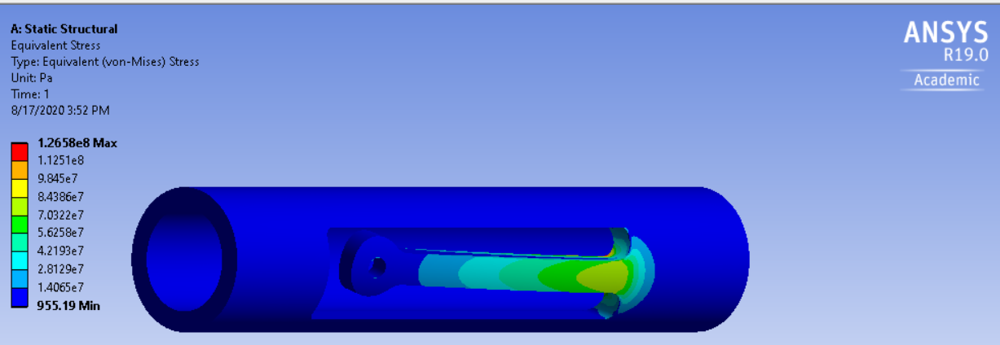 A: Static Structural
Equivalent Stress
Type: Equivalent (von-Mises) Stress
Unit: Pa
Time: 1
8/17/2020 3:52 PM
ANSYS
R19.0
Academic
1.2658e8 Max
1.1251e8
9.845e7
8.4386e7
7.0322e7
5.6258e7
4.2193e7
2.8129e7
1.4065e7
955.19 Min